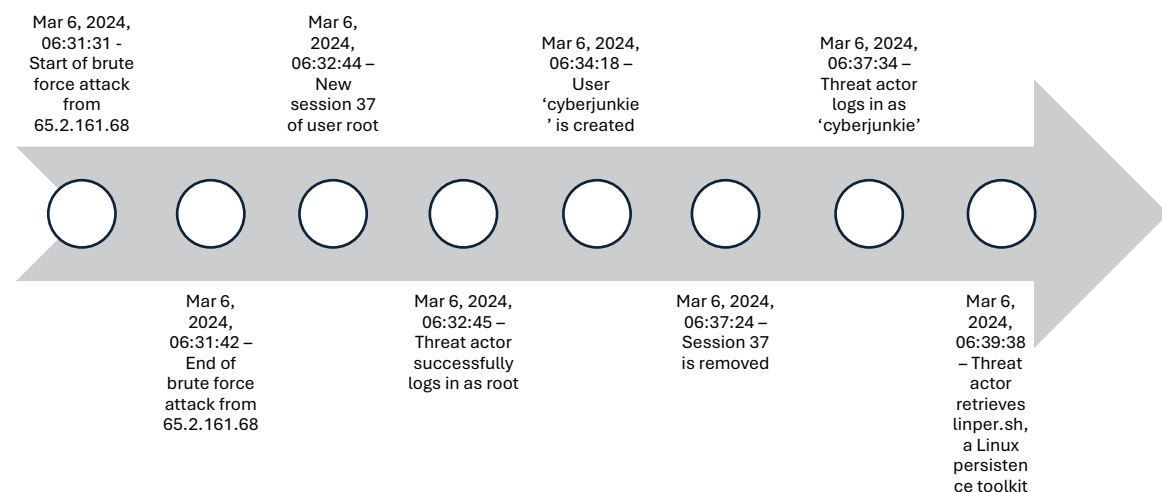 Mar 6, 2024,
06:31:31 -
Start of brute
force attack
from
65.2.161.68
Mar 6,
2024,
06:31:42 –
End of
brute force
attack from
65.2.161.68
Mar 6,
2024,
06:32:44 –
New
session 37
of user root
Mar 6, 2024,
06:32:45 –
Threat actor
successfully
logs in as root
Mar 6, 2024,
06:34:18 –
User
‘cyberjunkie
’ is created
Mar 6, 2024,
06:37:24 –
Session 37
is removed
Mar 6, 2024,
06:37:34 –
Threat actor
logs in as
‘cyberjunkie’
Mar 6,
2024,
06:39:38
– Threat
actor
retrieves
linper.sh,
a Linux
persisten
ce toolkit